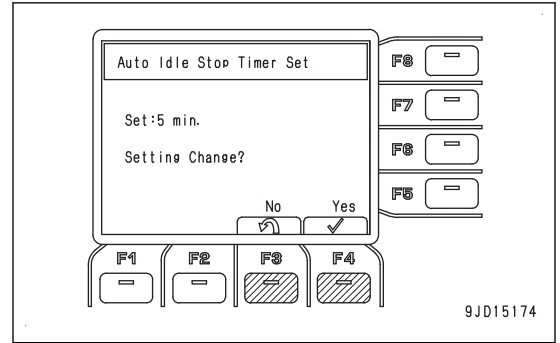 Auto Idle Stop Timer Set
F8
F7
Set:5 min.
F6
Setting Change?
F5
No Yes
F1 F2 F3 F4
9JD15174